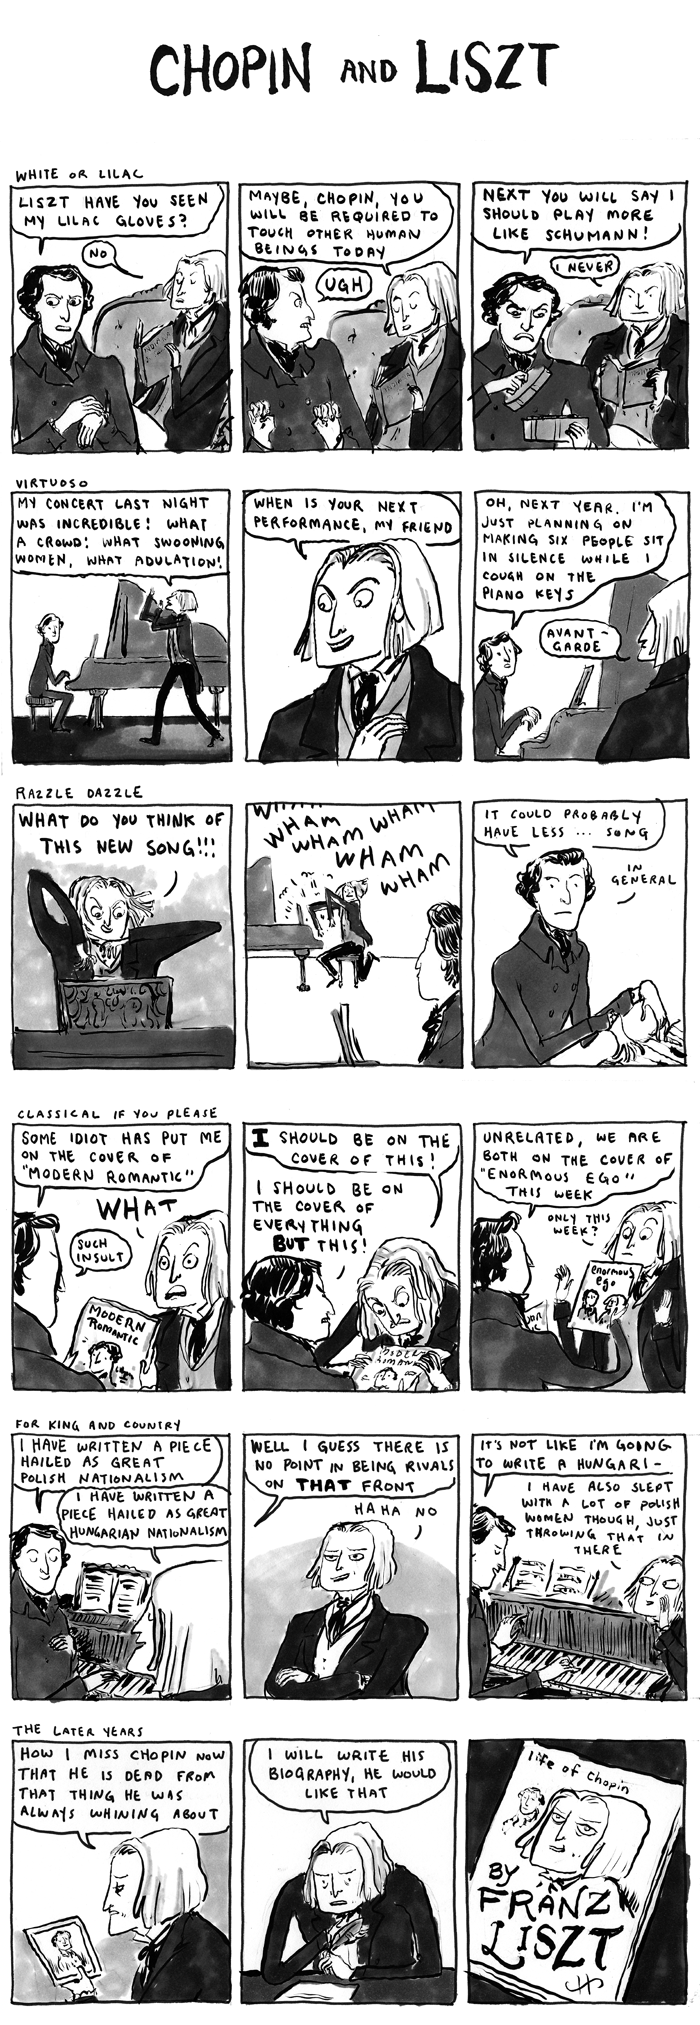 CHOPIN AND LISZT
WHITE OR LILAC
LISZT HAVE YOU SEEN
MY LILAC GLOVES?
NO
MAYBE, CHOPIN, YOU
WILL BE REQUIRED TO
TOUCH OTHER HUMAN
BEINGS TODAY
UGH
NEXT YOU WILL SAY I
SHOULD PLAY MORE
LIKE SCHUMANN!
I NEVER
VIRTUOSO
MY CONCERT LAST NIGHT
WAS INCREDIBLE! WHAT
A CROWD! WHAT SWOONING
WOMEN, WHAT ADULATION!
WHEN IS YOUR NEXT
PERFORMANCE, MY FRIEND
OH, NEXT YEAR. I'M
JUST PLANNING ON
MAKING SIX PEOPLE SIT
IN SILENCE WHILE I
COUGH ON THE
PIANO KEYS
AVANT-
GARDE
RAZZLE DAZZLE
WHAT DO YOU THINK OF
THIS NEW SONG!!!
WHAM
WHAM
WHAM WHAM
WHAM
WHAM
IT COULD PROBABLY
HAVE LESS ... SONG
IN
GENERAL
CLASSICAL IF YOU PLEASE
SOME IDIOT HAS PUT ME
ON THE COVER OF
"MODERN ROMANTIC"
WHAT
SUCH
INSULT
MODERN
ROMANTIC
I SHOULD BE ON THE
COVER OF THIS!
I SHOULD BE ON
THE COVER OF
EVERYTHING
BUT THIS!
MODERN
ROMAN
UNRELATED, WE ARE
BOTH ON THE COVER OF
"ENORMOUS EGO"
THIS WEEK
ONLY THIS
WEEK?
enormous
ego
FOR KING AND COUNTRY
I HAVE WRITTEN A PIECE
HAILED AS GREAT
POLISH NATIONALISM
I HAVE WRITTEN A
PIECE HAILED AS GREAT
HUNGARIAN NATIONALISM
WELL I GUESS THERE IS
NO POINT IN BEING RIVALS
ON THAT FRONT
HA HA NO
IT'S NOT LIKE I'M GOING
TO WRITE A HUNGARI-
I HAVE ALSO SLEPT
WITH A LOT OF POLISH
WOMEN THOUGH, JUST
THROWING THAT IN
THERE
THE LATER YEARS
HOW I MISS CHOPIN NOW
THAT HE IS DEAD FROM
THAT THING HE WAS
ALWAYS WHINING ABOUT
I WILL WRITE HIS
BIOGRAPHY, HE WOULD
LIKE THAT
life of Chopin
BY
FRANZ
LISZT